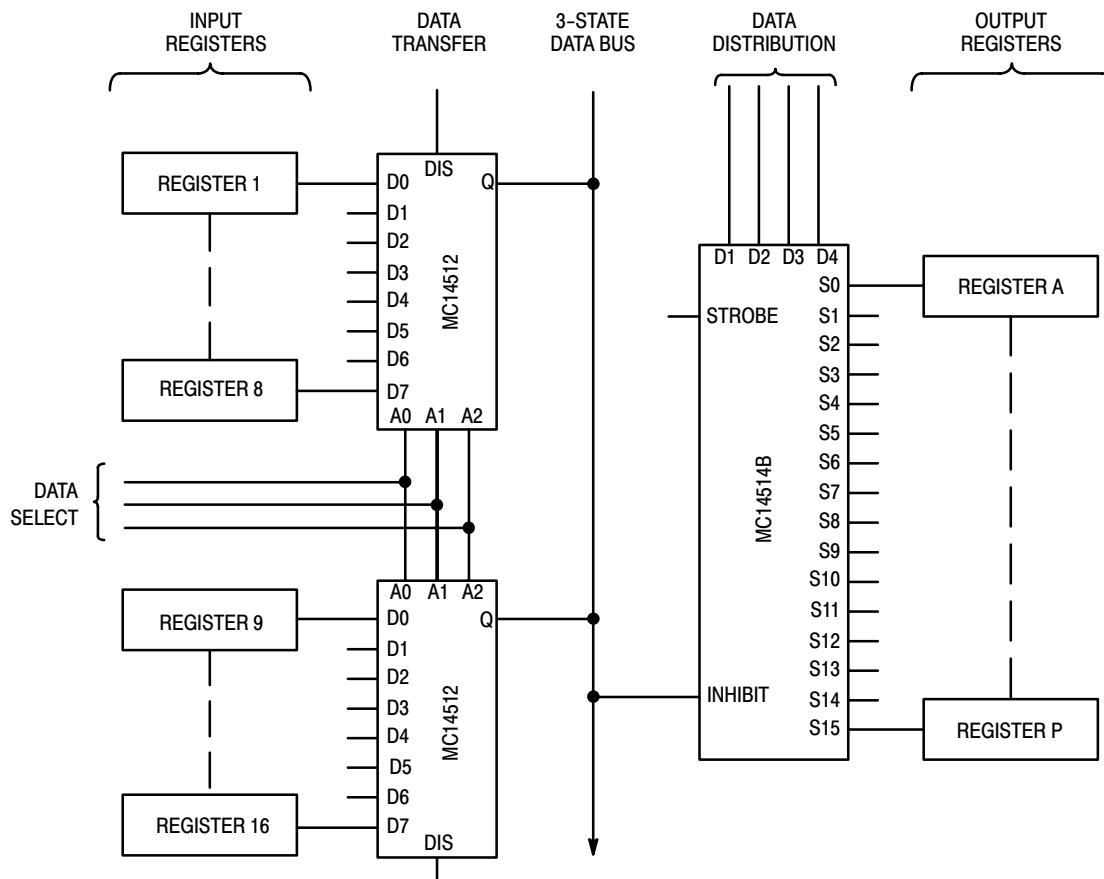 INPUT
REGISTERS
DATA
TRANSFER
3-STATE
DATA BUS
DATA
DISTRIBUTION
OUTPUT
REGISTERS
REGISTER 1
REGISTER 8
DIS
D0
D1
D2
D3
D4
D5
D6
D7
Q
MC14512
A0 A1 A2
DATA
SELECT
A0 A1 A2
REGISTER 9
REGISTER 16
D0
D1
D2
D3
D4
D5
D6
D7
Q
MC14512
DIS
D1 D2 D3 D4
STROBE
MC14514B
INHIBIT
S0
S1
S2
S3
S4
S5
S6
S7
S8
S9
S10
S11
S12
S13
S14
S15
REGISTER A
REGISTER P